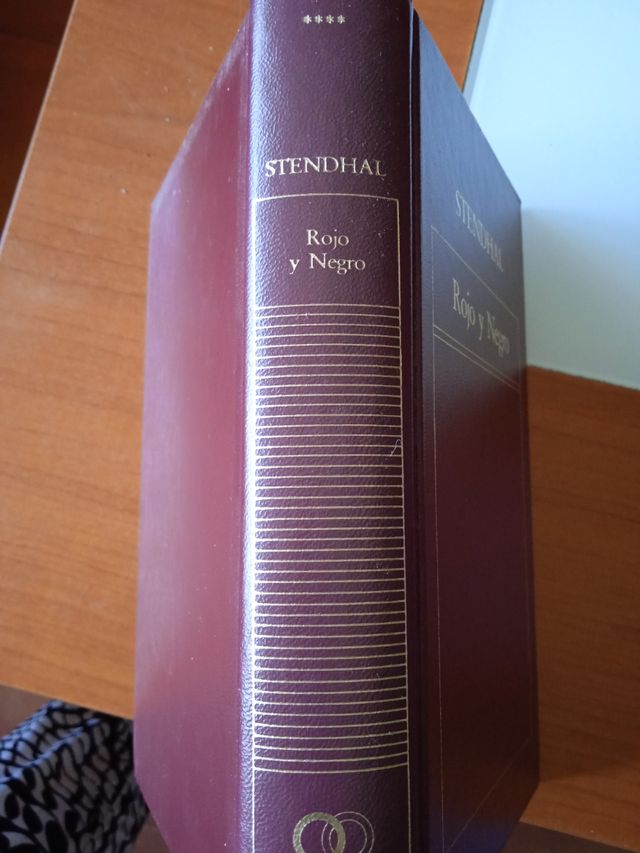 ****
STENDHAL
Rojo
y Negro
STENDHAL
Rojo y Negro